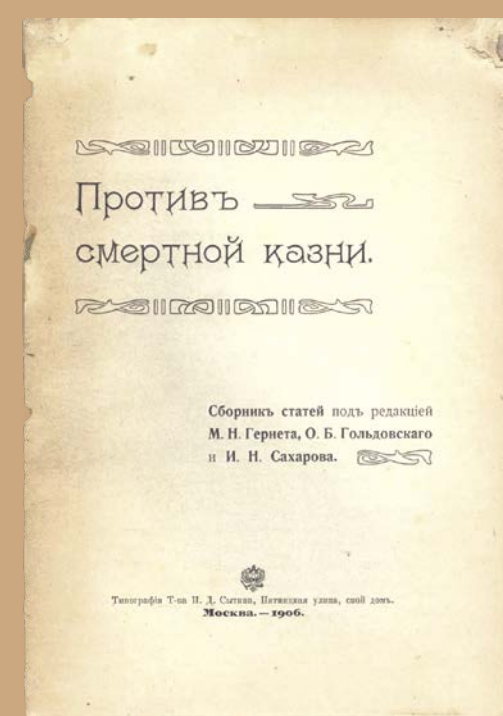 Противъ
смертной казни.
Сборникъ статей подъ редакціей
М. Н. Гернета, О. Б. Гольдовскаго
и И. Н. Сахарова.
Типографія Т-ва И. Д. Сытина, Пятницкая улица, свой домъ.
Москва. — 1906.